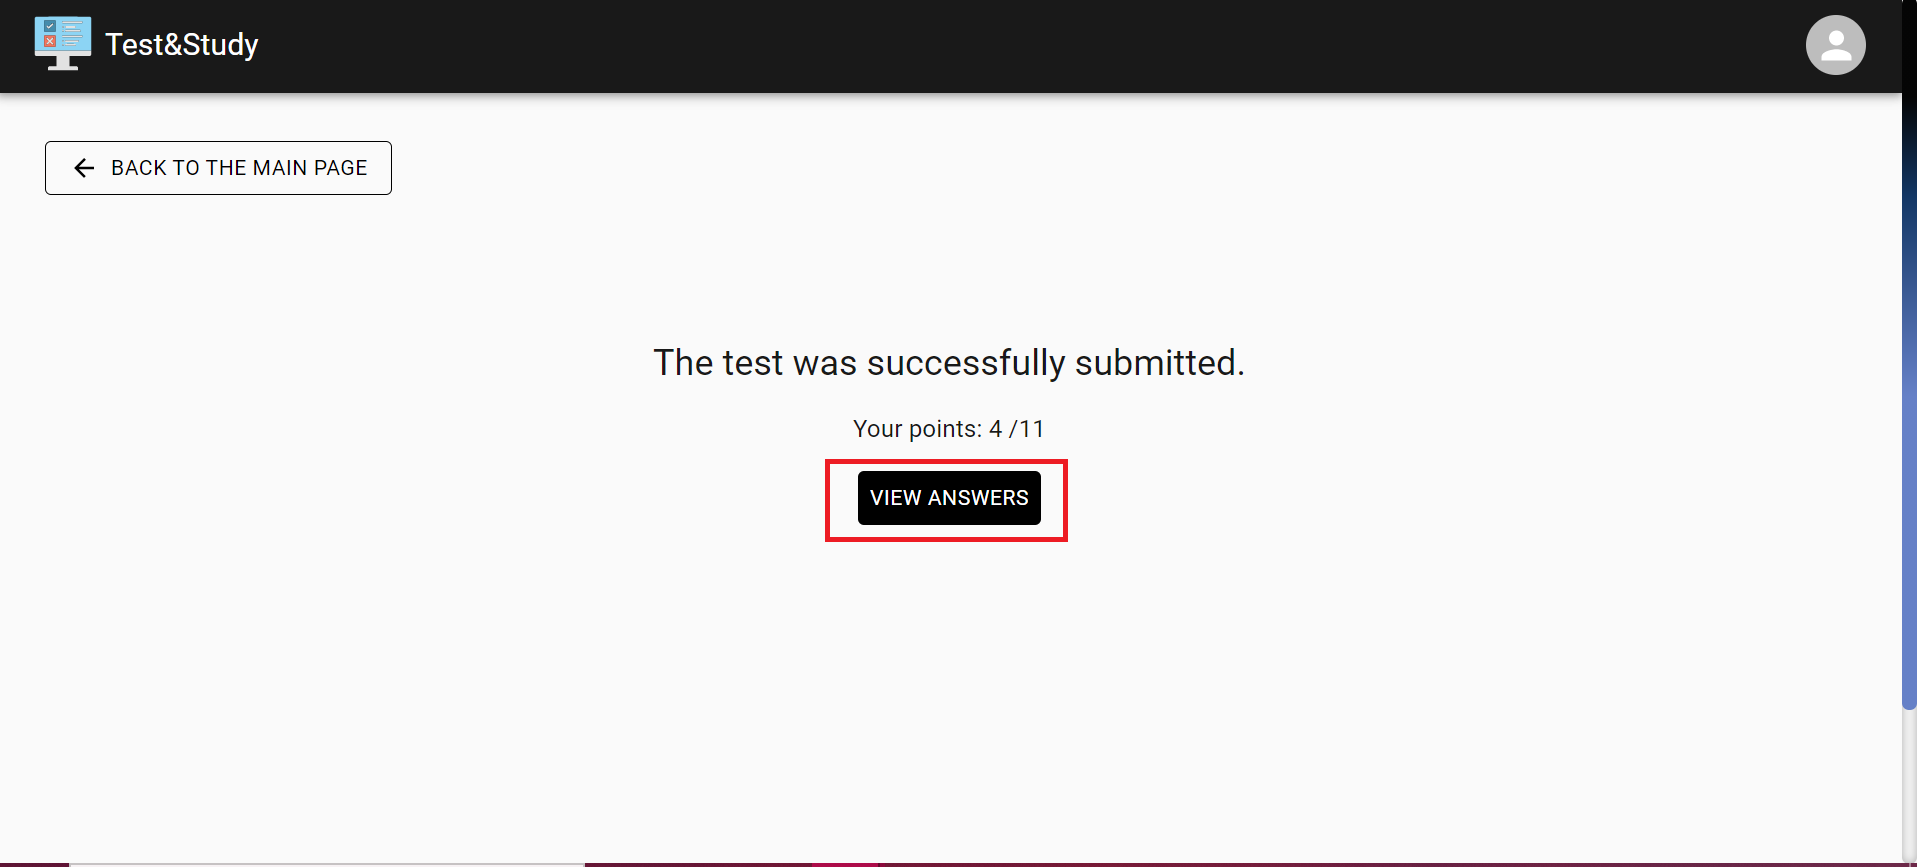 Test&Study
BACK TO THE MAIN PAGE
The test was successfully submitted.
Your points: 4 /11
VIEW ANSWERS